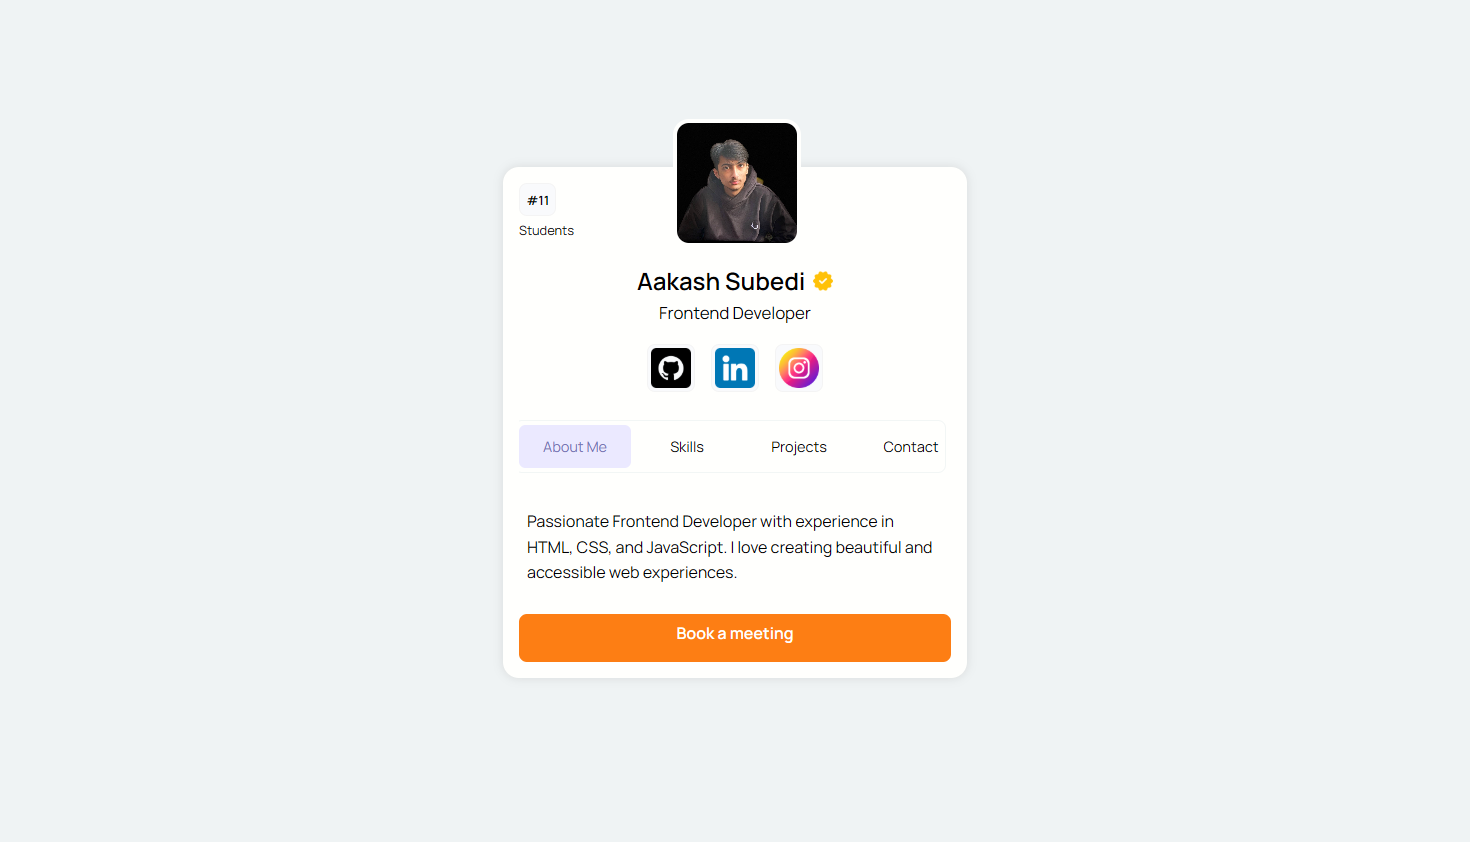 #11
Students
Aakash Subedi
Frontend Developer
in
About Me
Skills
Projects
Contact
Passionate Frontend Developer with experience in
HTML, CSS, and JavaScript. I love creating beautiful and
accessible web experiences.
Book a meeting